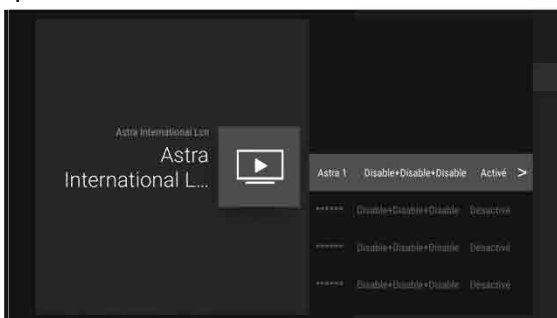 Astra International Lcn
Astra
International L...
Astra 1 Disable+Disable+Disable Activé >
****** Disable+Disable+Disable Désactivé
****** Disable+Disable+Disable Désactivé
****** Disable+Disable+Disable Désactivé